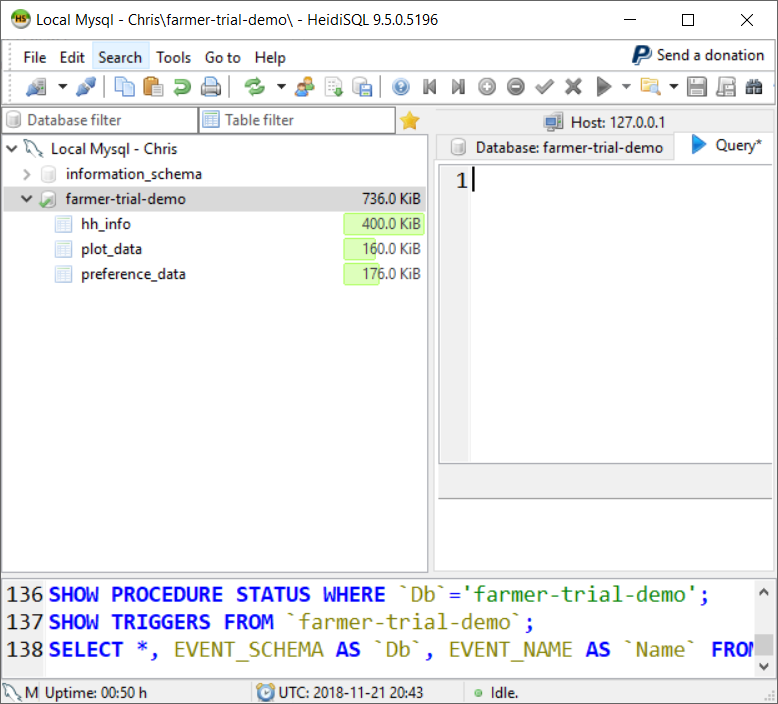 HS Local Mysql - Chris\farmer-trial-demo\ - HeidiSQL 9.5.0.5196
File Edit Search Tools Go to Help Send a donation
Database filter Table filter
Host: 127.0.0.1
Database: farmer-trial-demo Query*
Local Mysql - Chris
information_schema
farmer-trial-demo 736.0 KiB
hh_info 400.0 KiB
plot_data 160.0 KiB
preference_data 176.0 KiB
1
136 SHOW PROCEDURE STATUS WHERE `Db`='farmer-trial-demo';
137 SHOW TRIGGERS FROM `farmer-trial-demo`;
138 SELECT *, EVENT_SCHEMA AS `Db`, EVENT_NAME AS `Name` FROM
M Uptime: 00:50 h UTC: 2018-11-21 20:43 Idle.